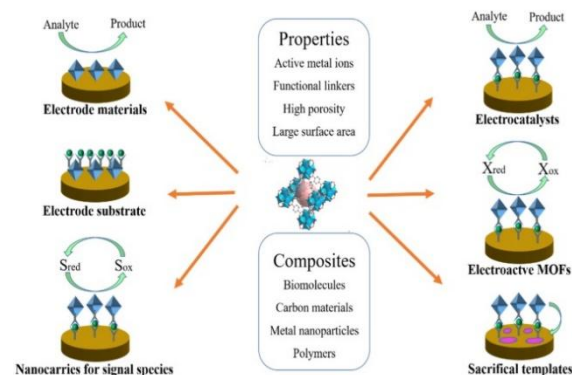 Analyte
Product
Electrode materials
Electrode substrate
Sred
Sox
Nanocarries for signal species
Properties
Active metal ions
Functional linkers
High porosity
Large surface area
Composites
Biomolecules
Carbon materials
Metal nanoparticles
Polymers
Analyte
Product
Electrocatalysts
Xred
Xox
Electroactve MOFs
Sacrifical templates